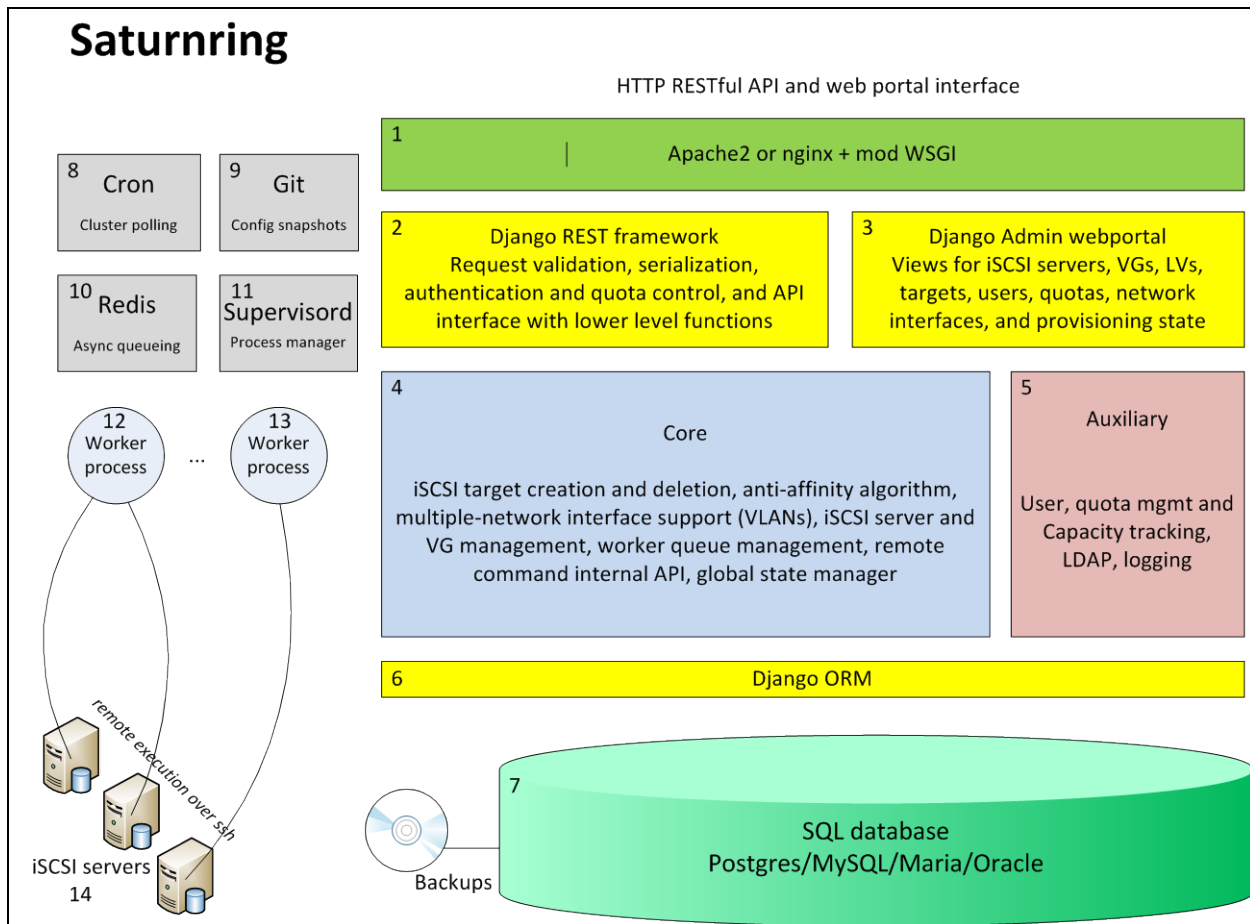 Saturnring
HTTP RESTful API and web portal interface
1
Apache2 or nginx + mod WSGI
8
Cron
Cluster polling
9
Git
Config snapshots
10
Redis
Async queueing
11
Supervisord
Process manager
2
Django REST framework
Request validation, serialization,
authentication and quota control, and API
interface with lower level functions
3
Django Admin webportal
Views for iSCSI servers, VGs, LVs,
targets, users, quotas, network
interfaces, and provisioning state
12
Worker
process
...
13
Worker
process
4
Core
iSCSI target creation and deletion, anti-affinity algorithm,
multiple-network interface support (VLANs), iSCSI server and
VG management, worker queue management, remote
command internal API, global state manager
5
Auxiliary
User, quota mgmt and
Capacity tracking,
LDAP, logging
6
Django ORM
remote execution over ssh
iSCSI servers
14
Backups
7
SQL database
Postgres/MySQL/Maria/Oracle